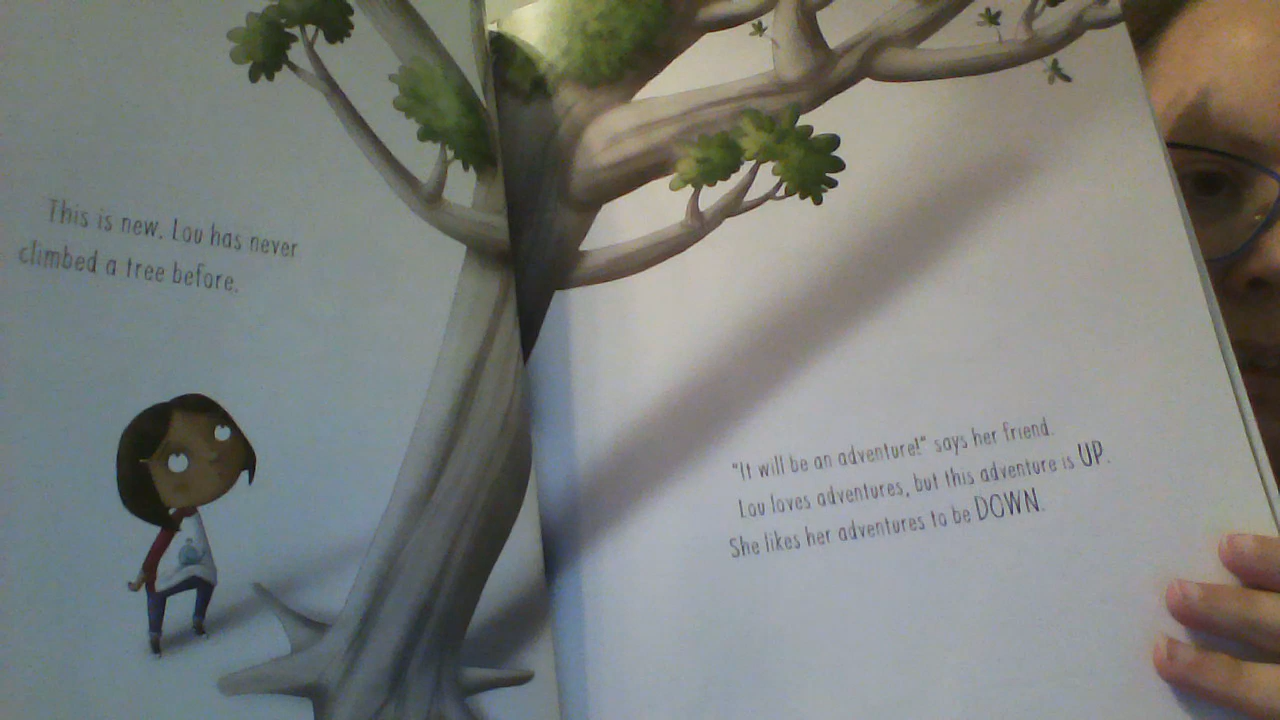 This is new. Lou has never
climbed a tree before.
"It will be an adventure!" says her friend.
Lou loves adventures, but this adventure is UP.
She likes her adventures to be DOWN.